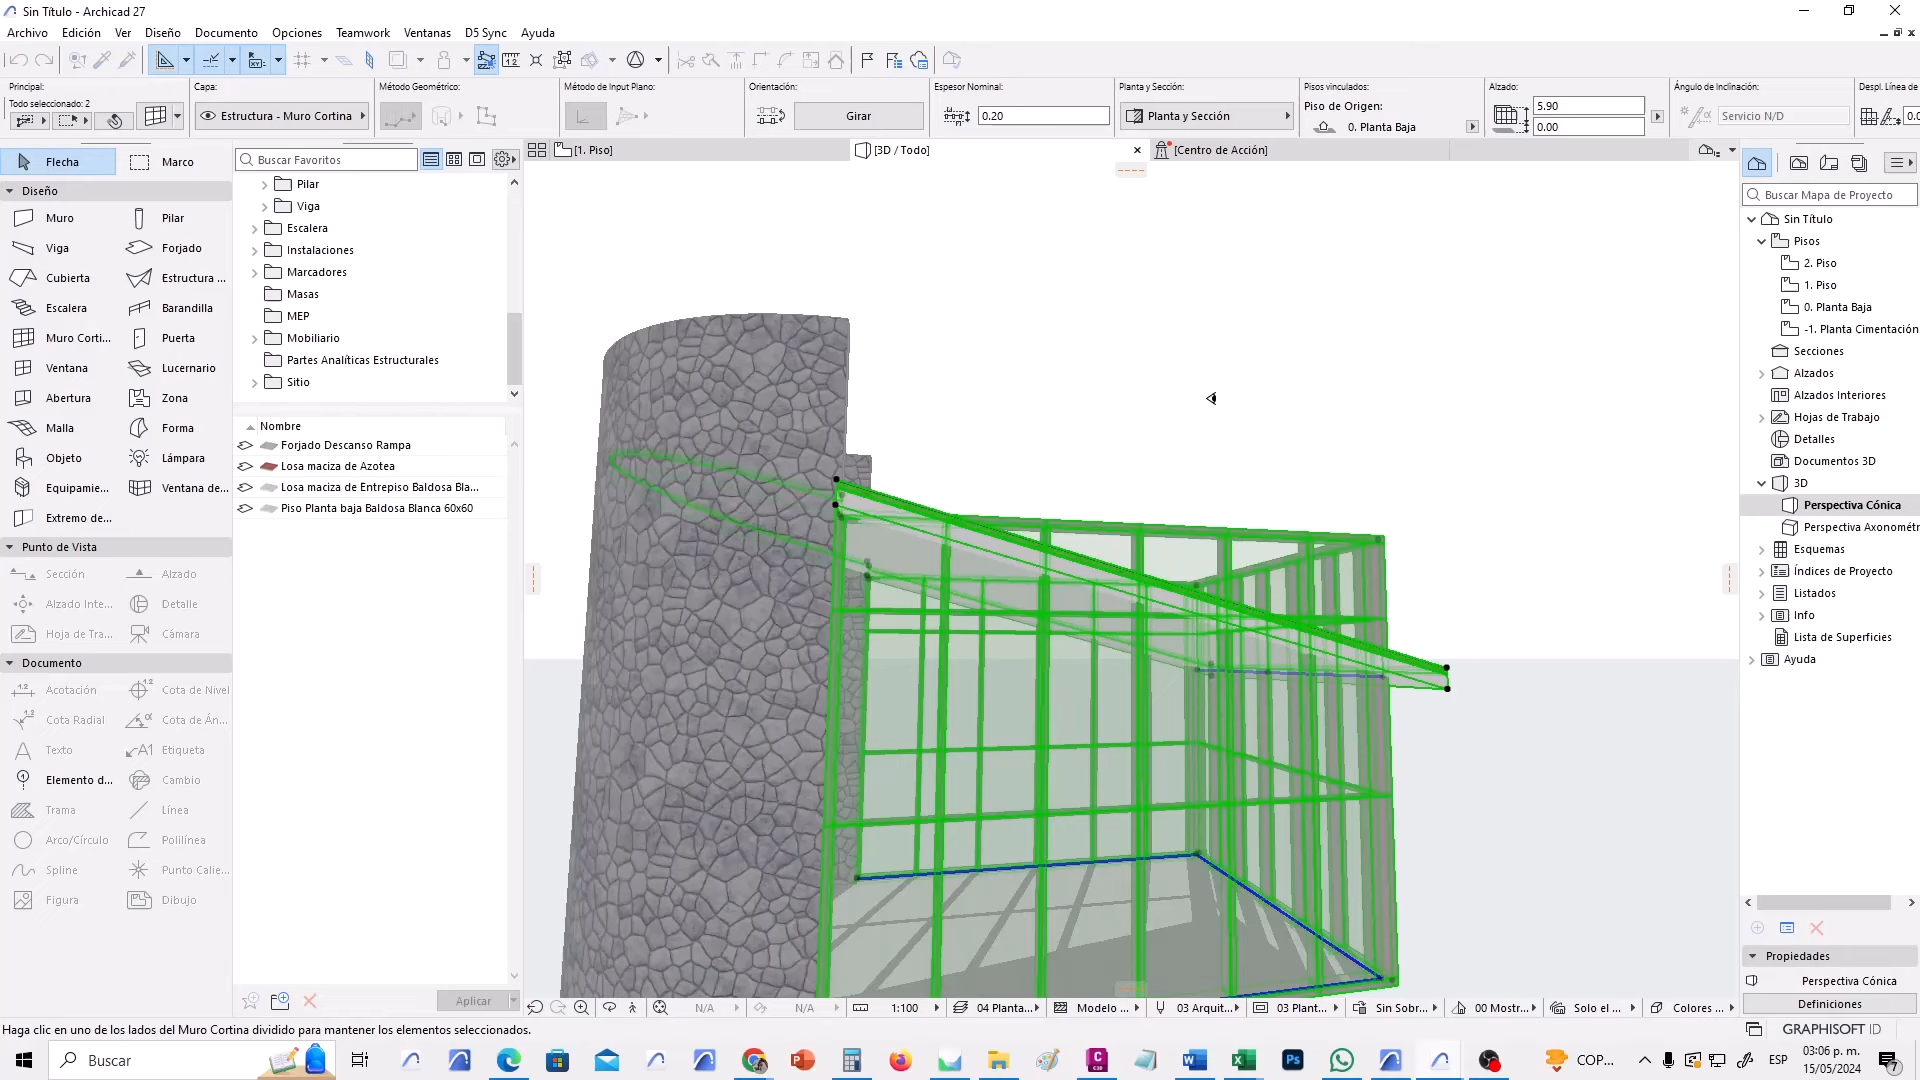 Sin Título - Archicad 27
Archivo Edición Ver Diseño Documento Opciones Teamwork Ventanas D5 Sync Ayuda
Principal: Capa: Método Geométrico: Método de Input Plano: Orientación: Espesor Nominal: Planta y Sección: Pisos vinculados: Alzado: Ángulo de Inclinación: Despl. Línea de
Todo seleccionado: 2
Estructura - Muro Cortina
Girar
0.20
Planta y Sección
Piso de Origen:
0. Planta Baja
5.90
0.00
Servicio N/D
Flecha Marco
Buscar Favoritos
[1. Piso]
[3D / Todo]
[Centro de Acción]
Diseño
Muro Pilar
Viga Forjado
Cubierta Estructura ...
Escalera Barandilla
Muro Corti... Puerta
Ventana Lucernario
Abertura Zona
Malla Forma
Objeto Lámpara
Equipamie... Ventana de...
Extremo de...
Punto de Vista
Sección Alzado
Alzado Inte... Detalle
Hoja de Tra... Cámara
Documento
Acotación Cota de Nivel
Cota Radial Cota de Án...
Texto Etiqueta
Elemento d... Cambio
Trama Línea
Arco/Círculo Polilínea
Spline Punto Calie...
Figura Dibujo
Pilar
Viga
Escalera
Instalaciones
Marcadores
Masas
MEP
Mobiliario
Partes Analíticas Estructurales
Sitio
Nombre
Forjado Descanso Rampa
Losa maciza de Azotea
Losa maciza de Entrepiso Baldosa Bla...
Piso Planta baja Baldosa Blanca 60x60
Aplicar
Buscar Mapa de Proyecto
Sin Título
Pisos
2. Piso
1. Piso
0. Planta Baja
-1. Planta Cimentación
Secciones
Alzados
Alzados Interiores
Hojas de Trabajo
Detalles
Documentos 3D
3D
Perspectiva Cónica
Perspectiva Axonométr
Esquemas
Índices de Proyecto
Listados
Info
Lista de Superficies
Ayuda
Propiedades
Perspectiva Cónica
Definiciones
N/A N/A 1:100 04 Planta... Modelo ... 03 Arquit... 03 Plant... Sin Sobr... 00 Mostr... Solo el ... Colores ...
Haga clic en uno de los lados del Muro Cortina dividido para mantener los elementos seleccionados.
GRAPHISOFT ID
Buscar
COP...
ESP
03:06 p. m.
15/05/2024
7